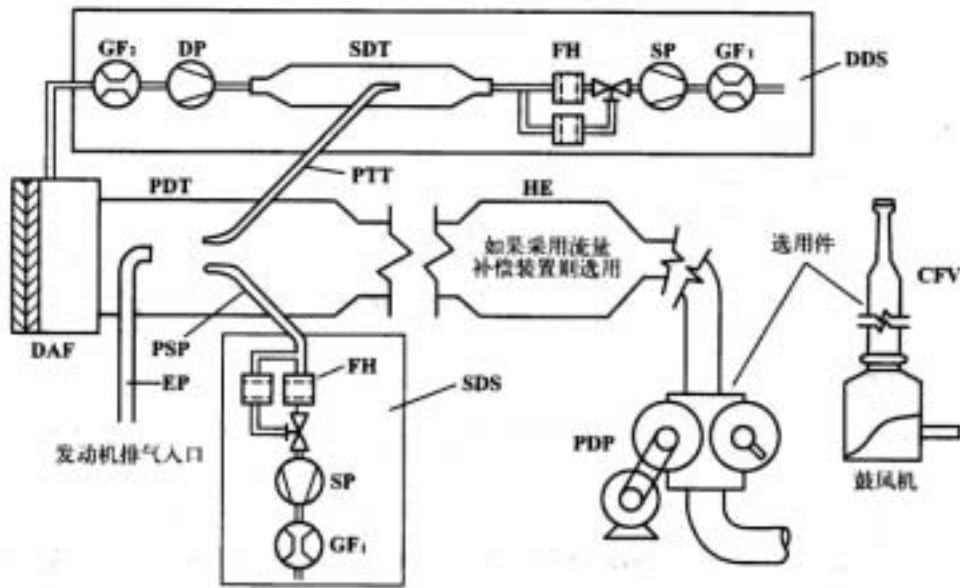 GF₂ DP SDT FH SP GF₁
DDS
PTT
PDT HE
如果采用流量
补偿装置则选用
选用件
CFV
DAF PSP
EP
FH
SDS
发动机排气入口
SP
GF₁
PDP
鼓风机